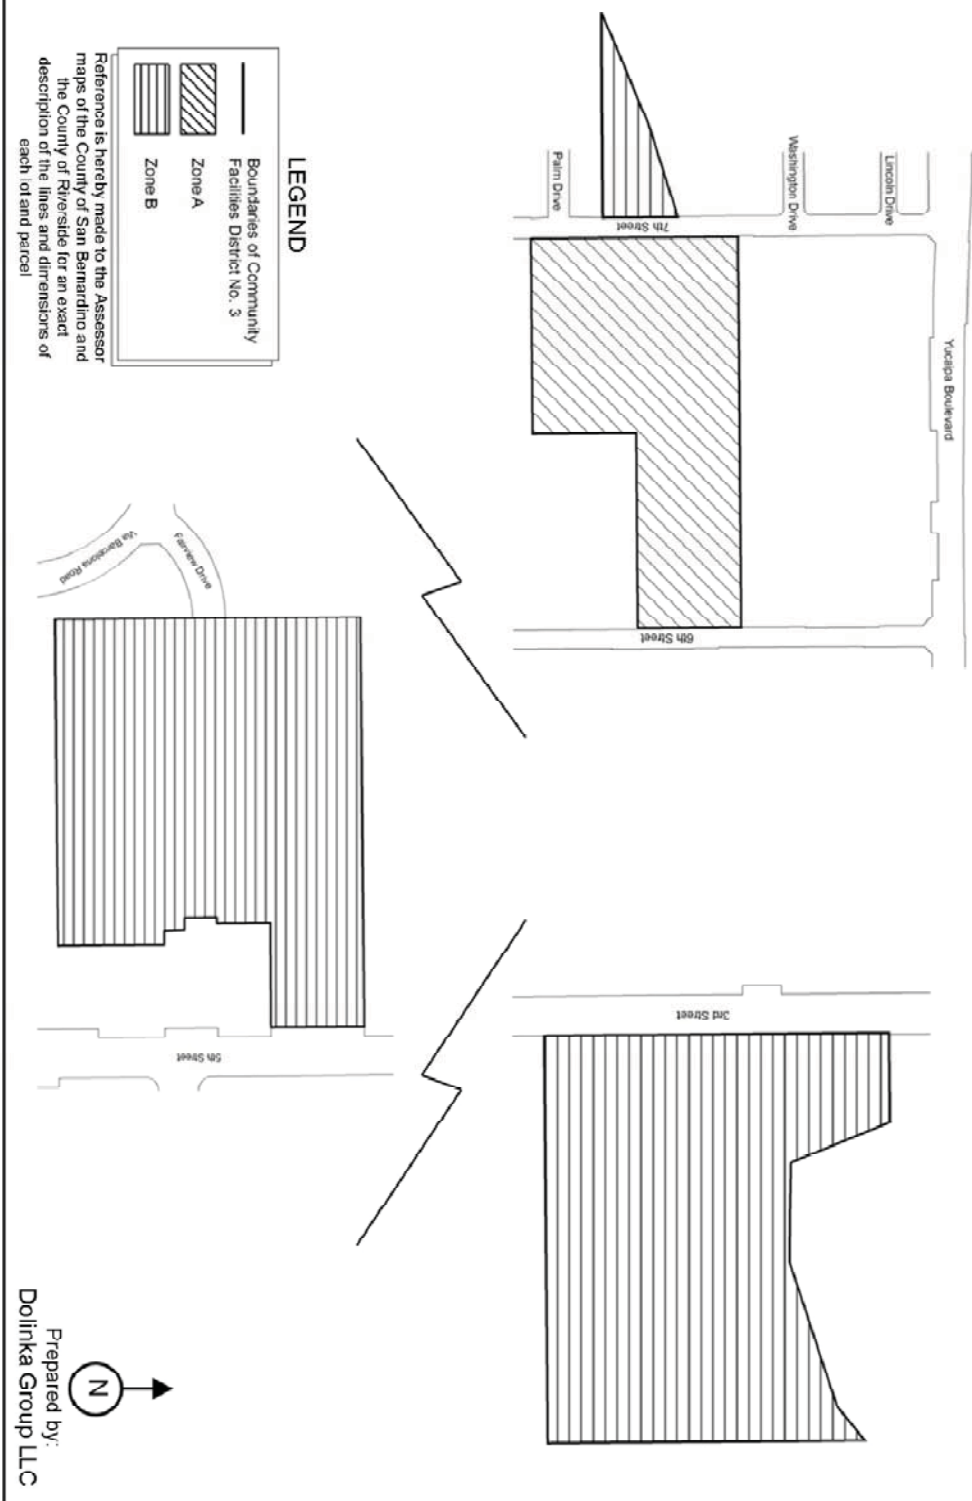 Yucaipa Boulevard
Lincoln Drive
Washington Drive
Palm Drive
7th Street
6th Street
3rd Street
LEGEND
Boundaries of Community
Facilities District No. 3
Zone A
Zone B
Reference is hereby made to the Assessor
maps of the County of San Bernardino and
the County of Riverside for an exact
description of the lines and dimensions of
each lot and parcel
Fairview Drive
Via Barcelona Road
5th Street
N
Prepared by:
Dolinka Group LLC